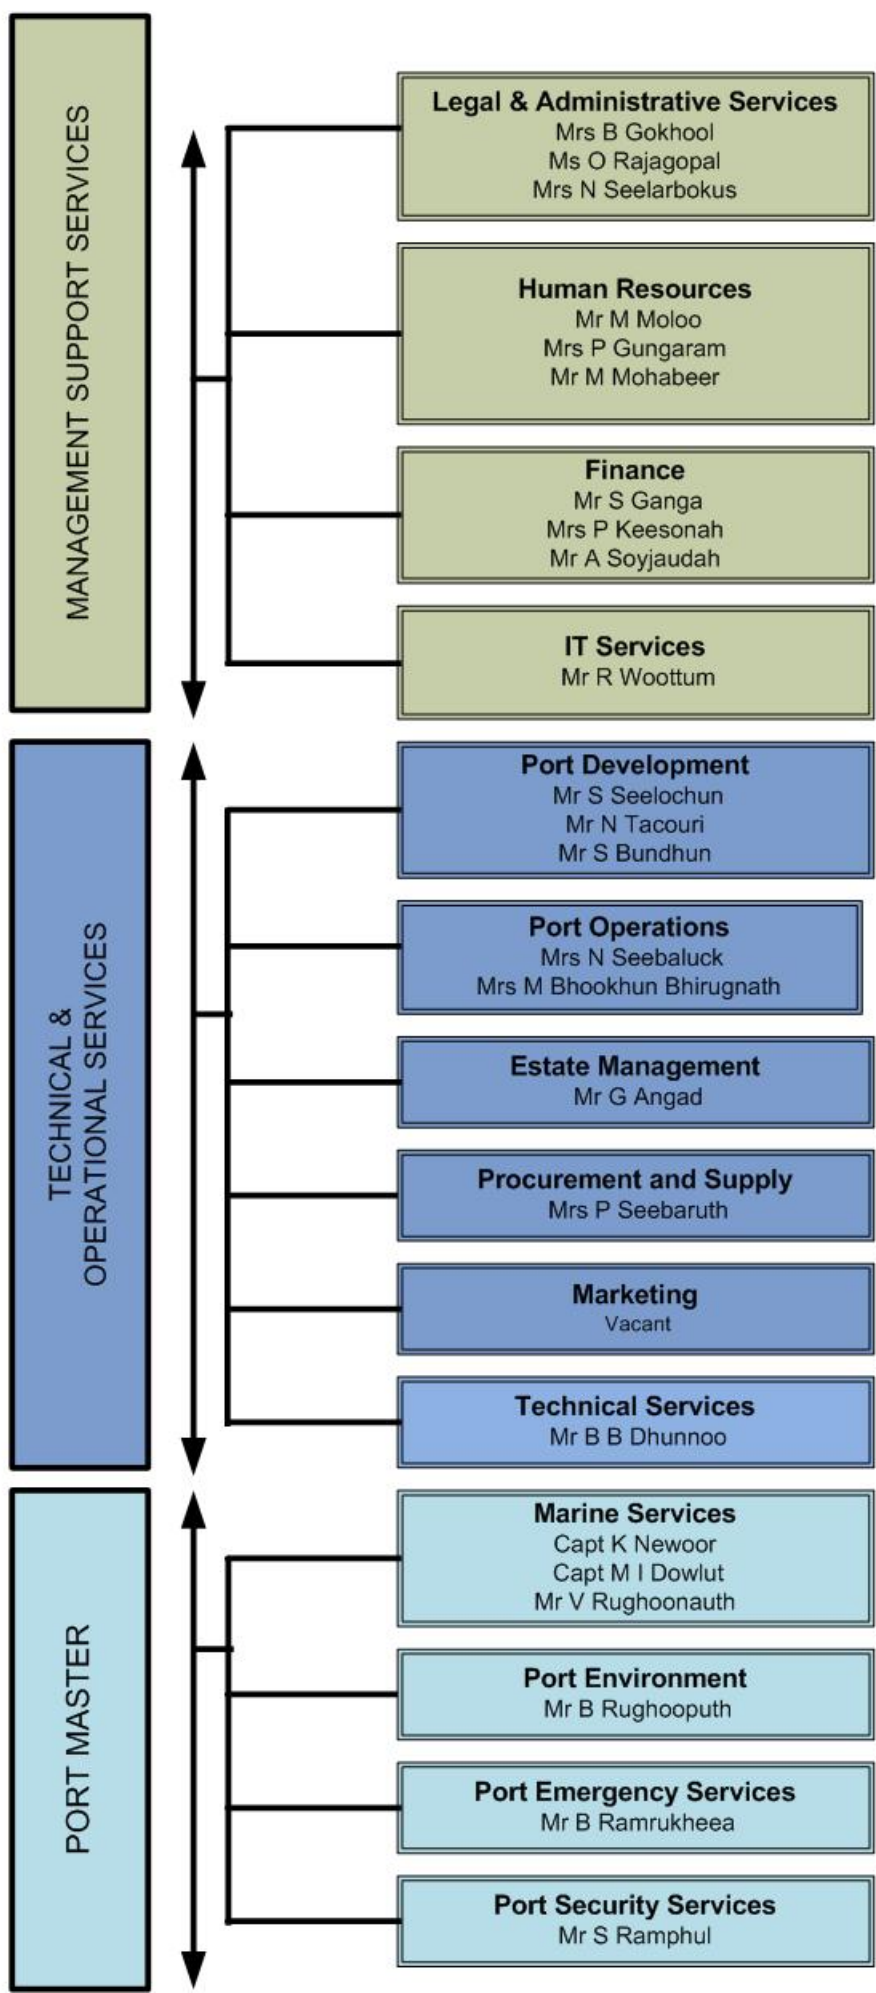 MANAGEMENT SUPPORT SERVICES
Legal & Administrative Services
Mrs B Gokhool
Ms O Rajagopal
Mrs N Seelarbokus
Human Resources
Mr M Moloo
Mrs P Gungaram
Mr M Mohabeer
Finance
Mr S Ganga
Mrs P Keesonah
Mr A Soyjaudah
IT Services
Mr R Woottum
TECHNICAL &
OPERATIONAL SERVICES
Port Development
Mr S Seelochun
Mr N Tacouri
Mr S Bundhun
Port Operations
Mrs N Seebaluck
Mrs M Bhookhun Bhirugnath
Estate Management
Mr G Angad
Procurement and Supply
Mrs P Seebaruth
Marketing
Vacant
Technical Services
Mr B B Dhunnoo
PORT MASTER
Marine Services
Capt K Newoor
Capt M I Dowlut
Mr V Rughoonauth
Port Environment
Mr B Rughooputh
Port Emergency Services
Mr B Ramrukheea
Port Security Services
Mr S Ramphul